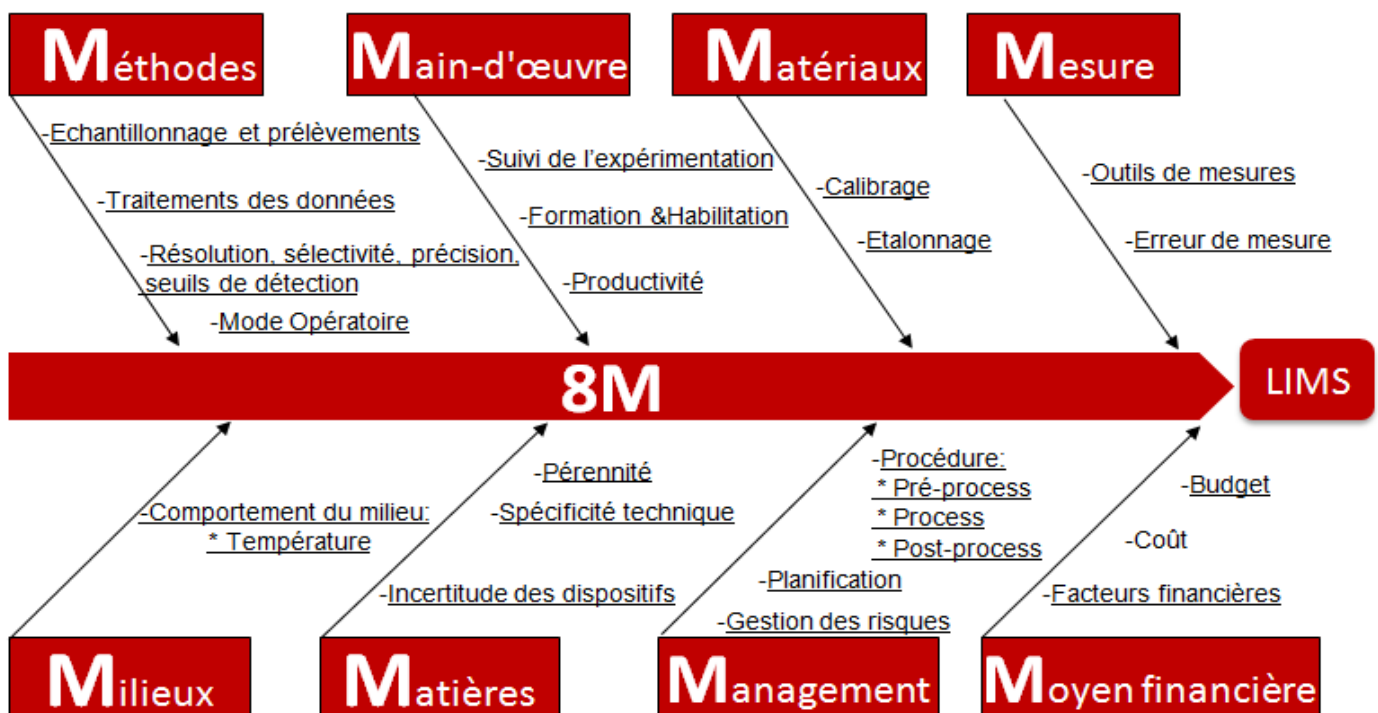 Méthodes
Main-d'œuvre
Matériaux
Mesure
-Echantillonnage et prélèvements
-Traitements des données
-Résolution, sélectivité, précision,
seuils de détection
-Mode Opératoire
-Suivi de l'expérimentation
-Formation &Habilitation
-Productivité
-Calibrage
-Etalonnage
-Outils de mesures
-Erreur de mesure
8M
LIMS
-Comportement du milieu:
* Température
-Pérennité
-Spécificité technique
-Incertitude des dispositifs
-Procédure:
* Pré-process
* Process
* Post-process
-Planification
-Gestion des risques
-Budget
-Coût
-Facteurs financières
Milieux
Matières
Management
Moyen financière